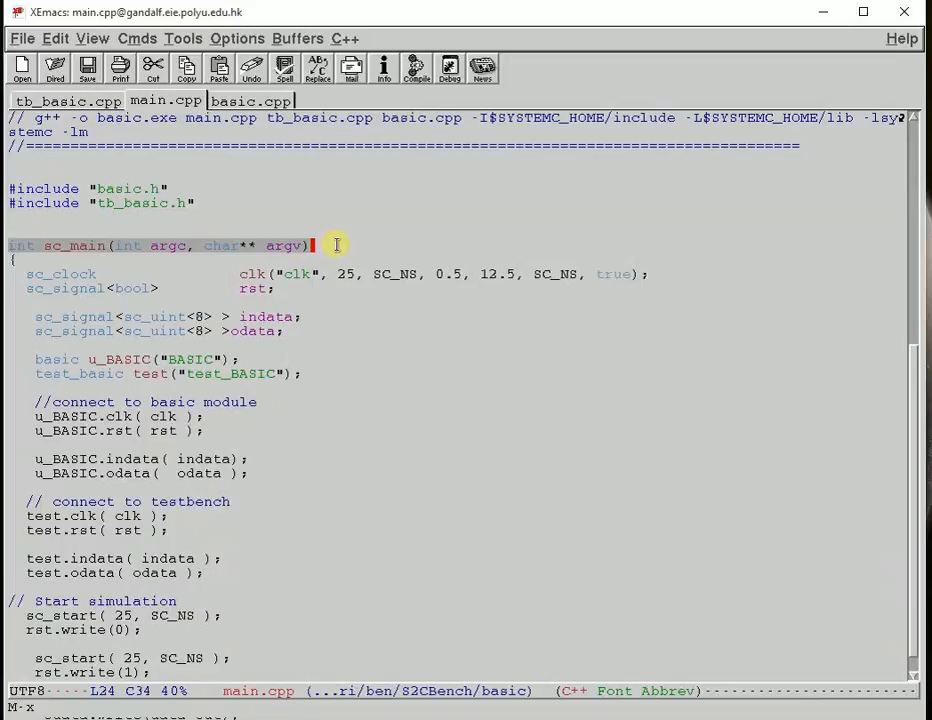 XEmacs: main.cpp@gandalf.eie.polyu.edu.hk
File Edit View Cmds Tools Options Buffers C++ Help
Open Dired Save Print Cut Copy Paste Undo Spell Replace Mail Info Compile Debug News
tb_basic.cpp main.cpp basic.cpp
// g++ -o basic.exe main.cpp tb_basic.cpp basic.cpp -I$SYSTEMC_HOME/include -L$SYSTEMC_HOME/lib -lsy
stemc -lm
//========================================================================================
#include "basic.h"
#include "tb_basic.h"
int sc_main(int argc, char** argv)
{
sc_clock clk("clk", 25, SC_NS, 0.5, 12.5, SC_NS, true);
sc_signal<bool> rst;
sc_signal<sc_uint<8> > indata;
sc_signal<sc_uint<8> >odata;
basic u_BASIC("BASIC");
test_basic test("test_BASIC");
//connect to basic module
u_BASIC.clk( clk );
u_BASIC.rst( rst );
u_BASIC.indata( indata);
u_BASIC.odata( odata );
// connect to testbench
test.clk( clk );
test.rst( rst );
test.indata( indata );
test.odata( odata );
// Start simulation
sc_start( 25, SC_NS );
rst.write(0);
sc_start( 25, SC_NS );
rst.write(1);
UTF8-----L24 C34 40% main.cpp (...ri/ben/S2CBench/basic) (C++ Font Abbrev)----------------
M-x